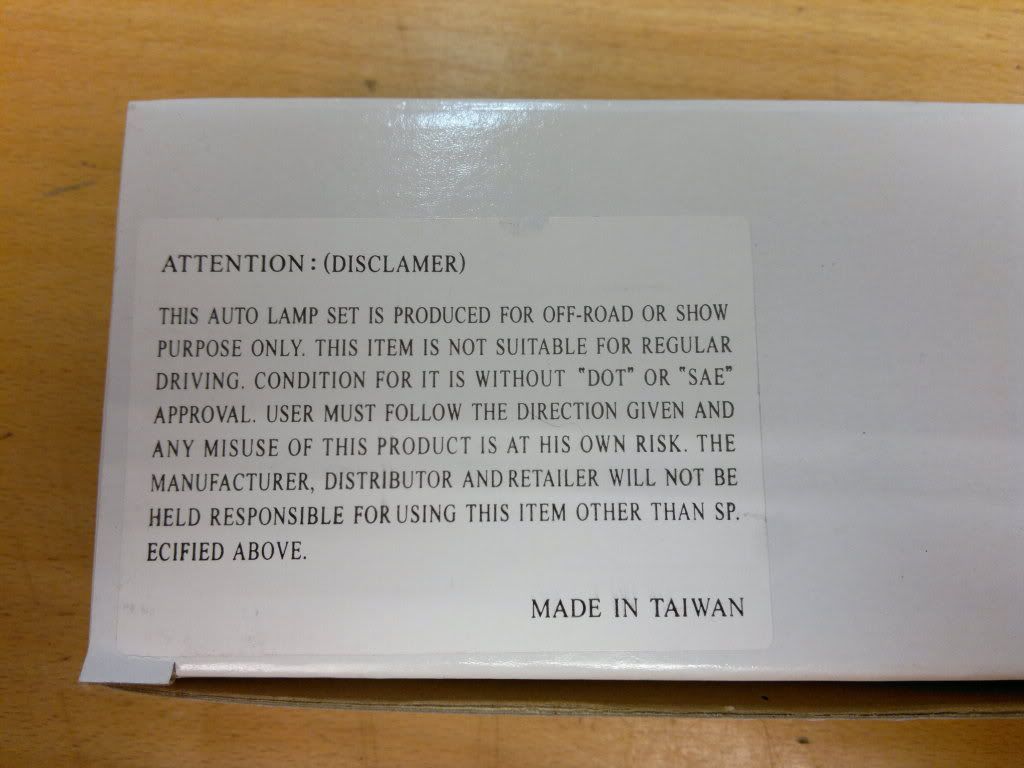 ATTENTION: (DISCLAMER)
THIS AUTO LAMP SET IS PRODUCED FOR OFF-ROAD OR SHOW
PURPOSE ONLY. THIS ITEM IS NOT SUITABLE FOR REGULAR
DRIVING. CONDITION FOR IT IS WITHOUT "DOT" OR "SAE"
APPROVAL. USER MUST FOLLOW THE DIRECTION GIVEN AND
ANY MISUSE OF THIS PRODUCT IS AT HIS OWN RISK. THE
MANUFACTURER, DISTRIBUTOR AND RETAILER WILL NOT BE
HELD RESPONSIBLE FOR USING THIS ITEM OTHER THAN SP.
ECIFIED ABOVE.
MADE IN TAIWAN